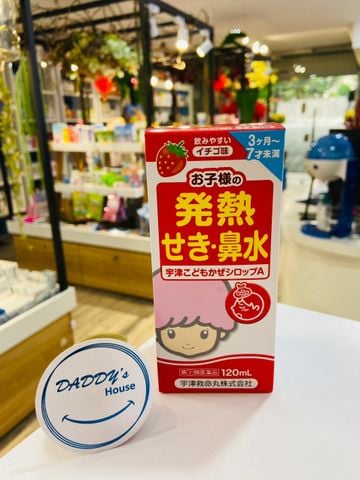 飲みやすい
イチゴ味
3ヶ月〜
7才未満
お子様の
発熱
せき・鼻水
宇津こどもかぜシロップA
第②類医薬品
120mL
宇津救命丸株式会社
DADDY's
House